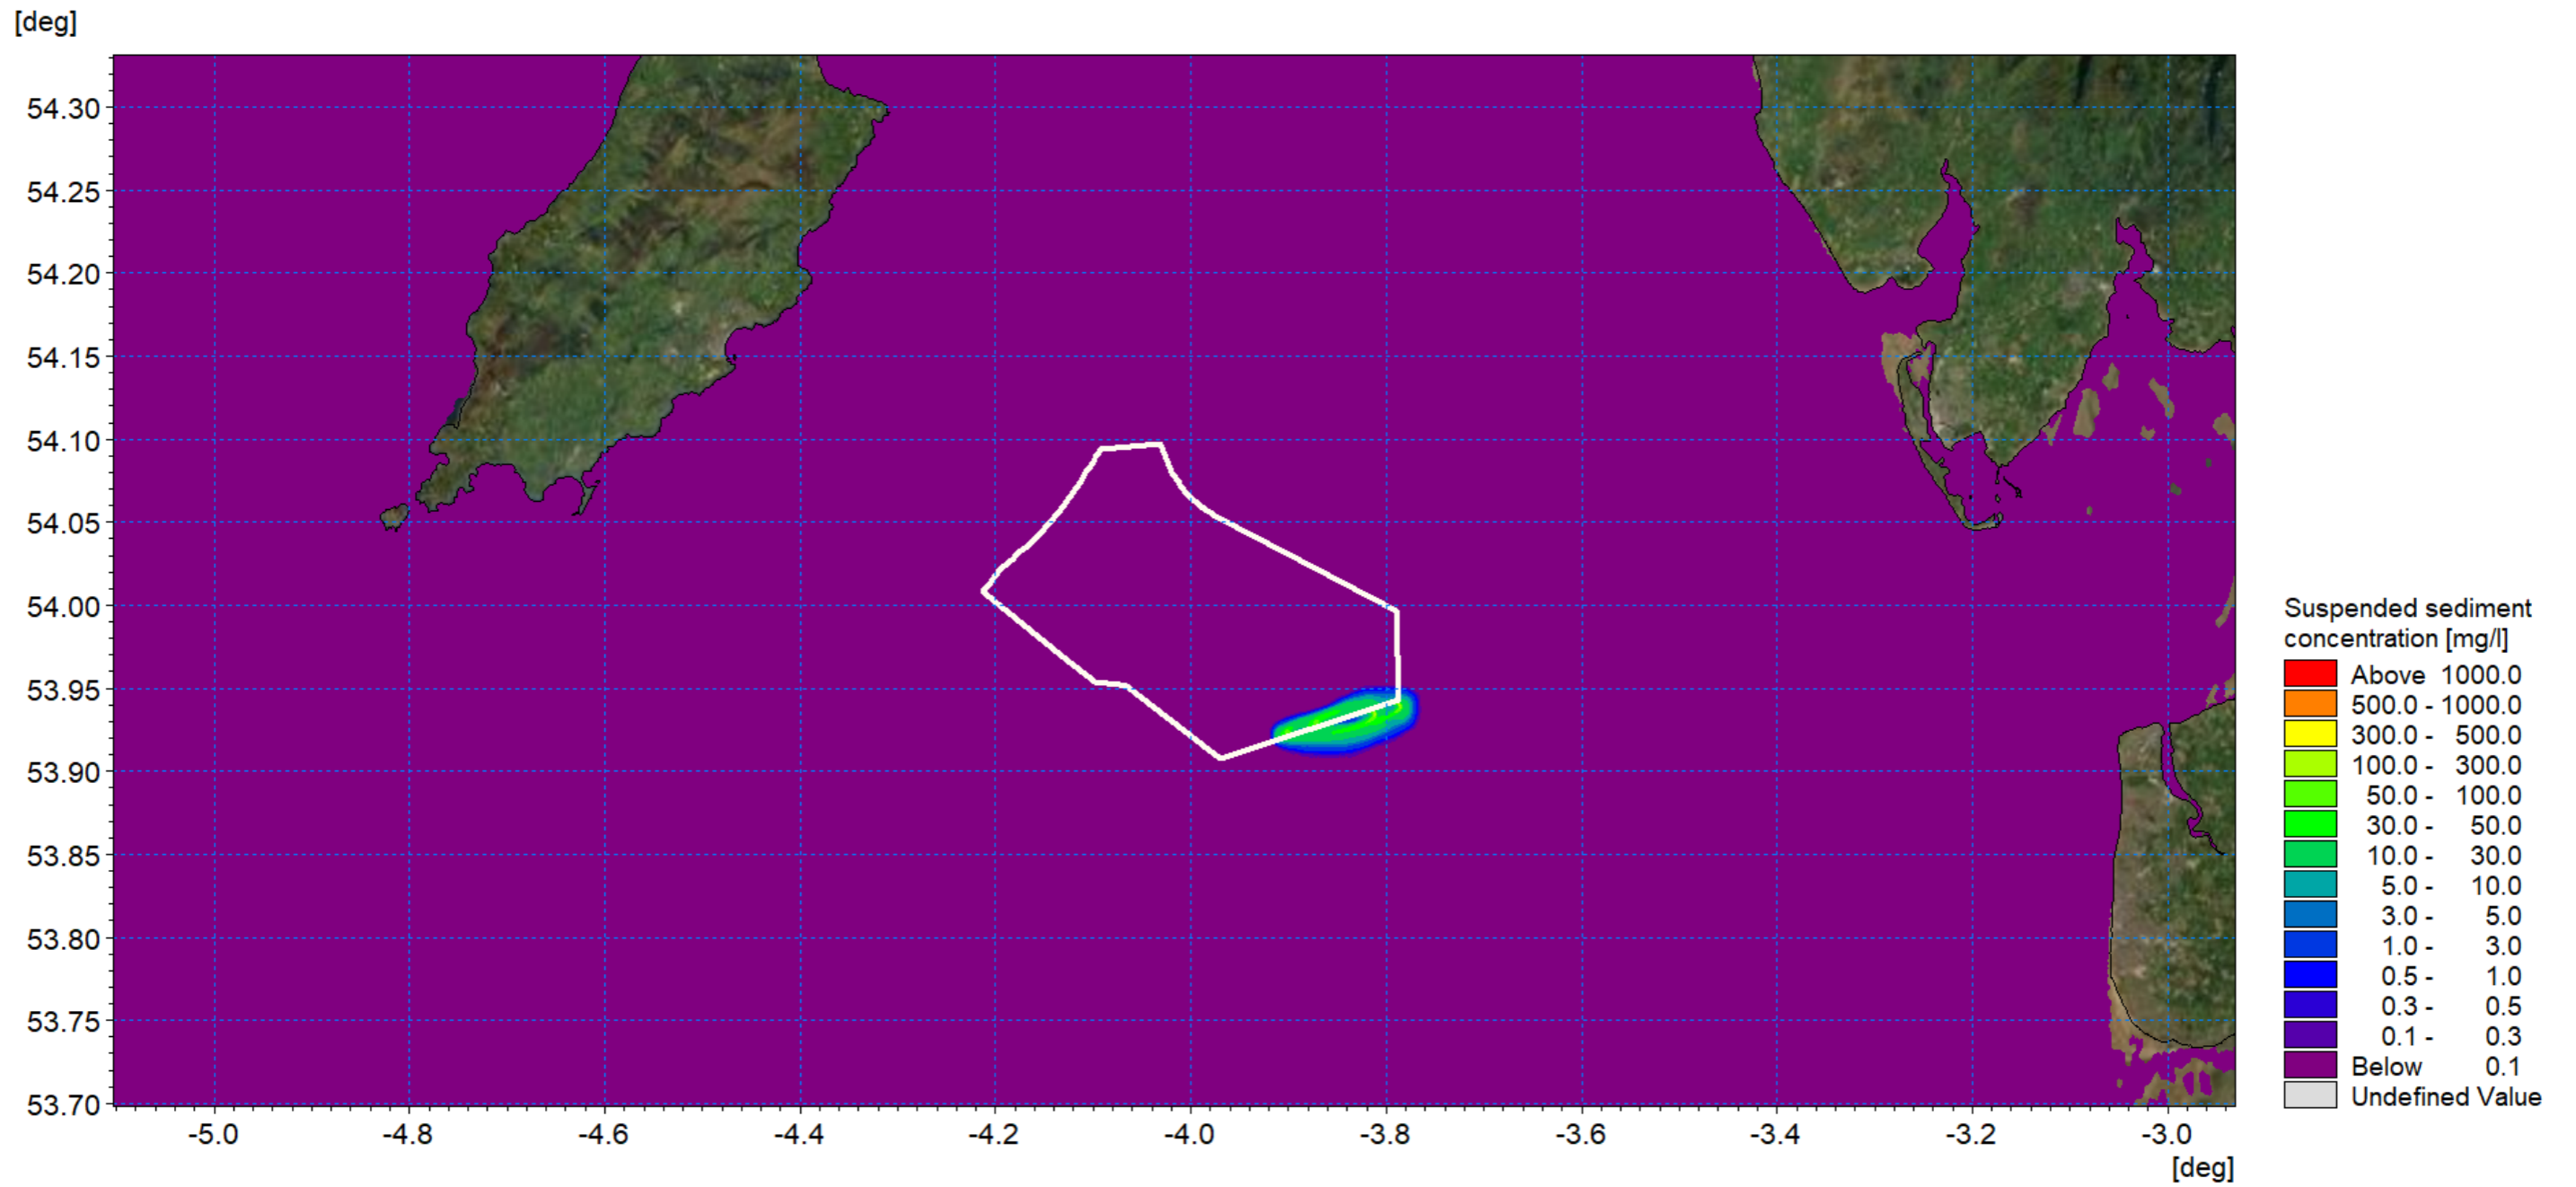 [deg]
54.30
54.25
54.20
54.15
54.10
54.05
54.00
53.95
53.90
53.85
53.80
53.75
53.70
-5.0 -4.8 -4.6 -4.4 -4.2 -4.0 -3.8 -3.6 -3.4 -3.2 -3.0
[deg]
Suspended sediment
concentration [mg/l]
Above 1000.0
500.0 - 1000.0
300.0 - 500.0
100.0 - 300.0
50.0 - 100.0
30.0 - 50.0
10.0 - 30.0
5.0 - 10.0
3.0 - 5.0
1.0 - 3.0
0.5 - 1.0
0.3 - 0.5
0.1 - 0.3
Below 0.1
Undefined Value